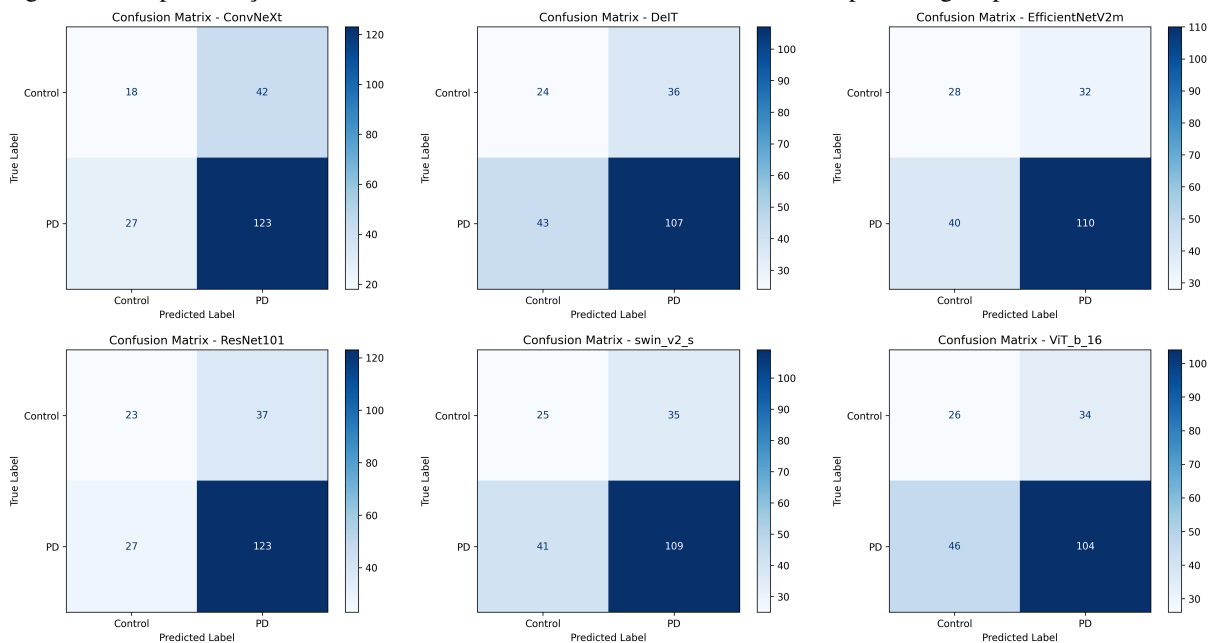 Confusion Matrix - ConvNeXt
Control
18
42
PD
27
123
True Label
Control
PD
Predicted Label
120
100
80
60
40
20
Confusion Matrix - DeIT
Control
24
36
PD
43
107
True Label
Control
PD
Predicted Label
100
90
80
70
60
50
40
30
Confusion Matrix - EfficientNetV2m
Control
28
32
PD
40
110
True Label
Control
PD
Predicted Label
110
100
90
80
70
60
50
40
30
Confusion Matrix - ResNet101
Control
23
37
PD
27
123
True Label
Control
PD
Predicted Label
120
100
80
60
40
Confusion Matrix - swin_v2_s
Control
25
35
PD
41
109
True Label
Control
PD
Predicted Label
100
90
80
70
60
50
40
30
Confusion Matrix - ViT_b_16
Control
26
34
PD
46
104
True Label
Control
PD
Predicted Label
100
90
80
70
60
50
40
30